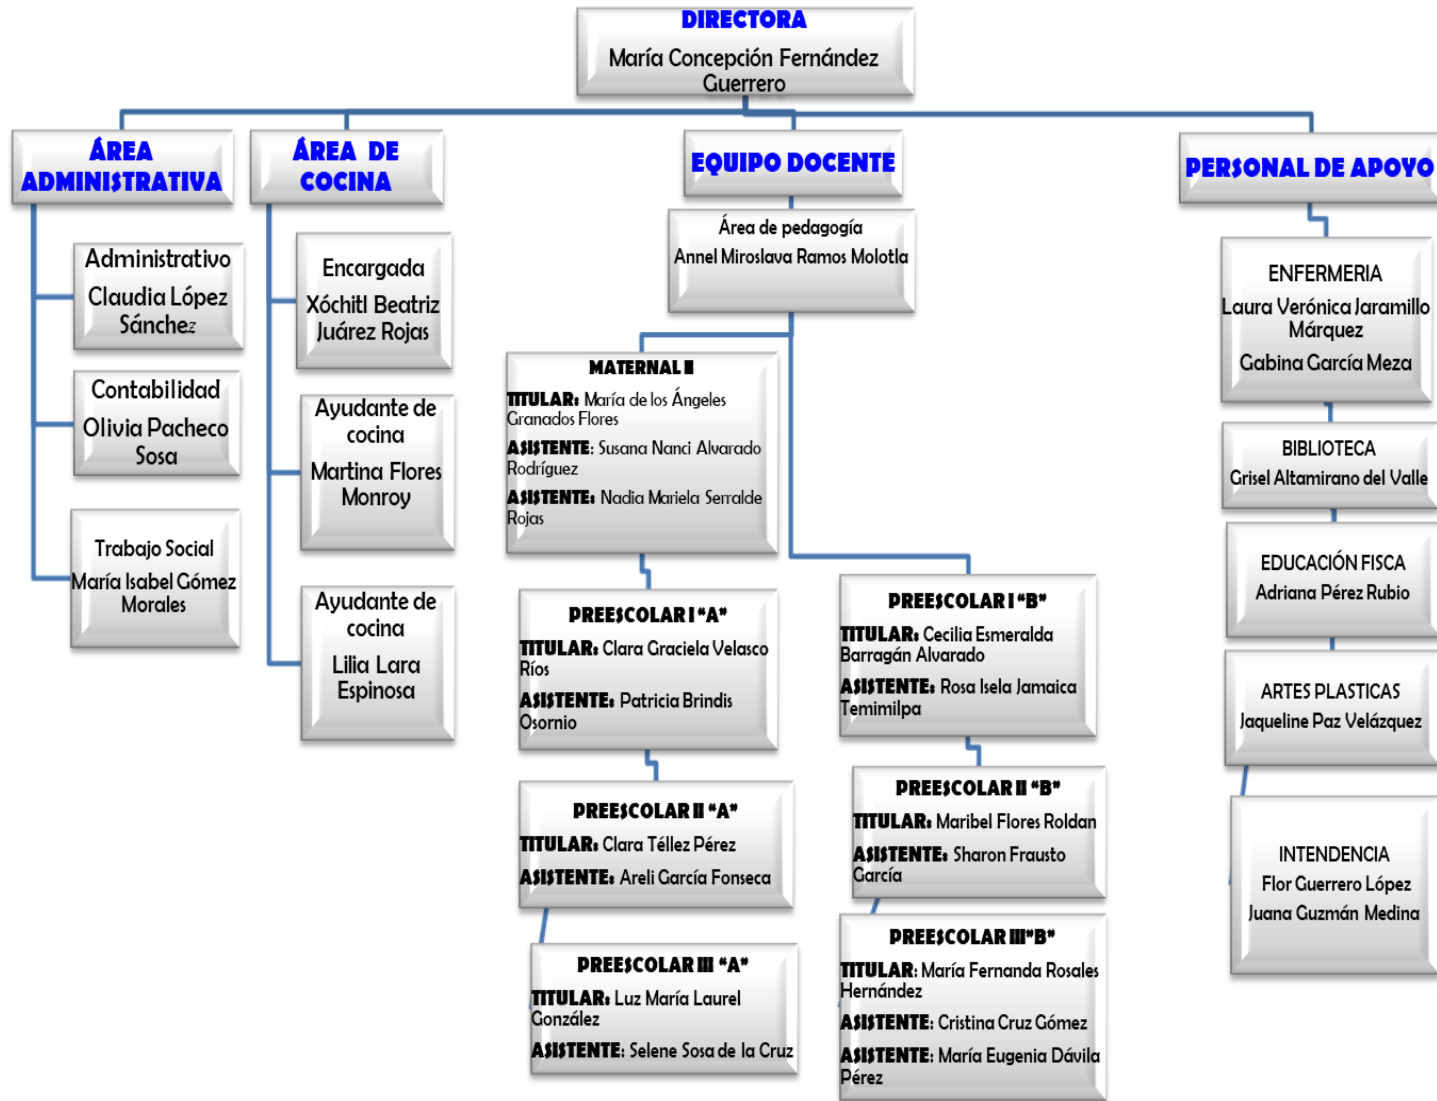 DIRECTORA
María Concepción Fernández
Guerrero
ÁREA
ADMINISTRATIVA
Administrativo
Claudia López
Sánchez
Contabilidad
Olivia Pacheco
Sosa
Trabajo Social
María Isabel Gómez
Morales
ÁREA DE
COCINA
Encargada
Xóchitl Beatriz
Juárez Rojas
Ayudante de
cocina
Martina Flores
Monroy
Ayudante de
cocina
Lilia Lara
Espinosa
EQUIPO DOCENTE
Área de pedagogía
Annel Miroslava Ramos Molotla
MATERNAL II
TITULAR: María de los Ángeles
Granados Flores
ASISTENTE: Susana Nanci Alvarado
Rodríguez
ASISTENTE: Nadia Mariela Serralde
Rojas
PREESCOLAR I "A"
TITULAR: Clara Graciela Velasco
Ríos
ASISTENTE: Patricia Brindis
Osornio
PREESCOLAR II "A"
TITULAR: Clara Téllez Pérez
ASISTENTE: Areli García Fonseca
PREESCOLAR III "A"
TITULAR: Luz María Laurel
González
ASISTENTE: Selene Sosa de la Cruz
PREESCOLAR I "B"
TITULAR: Cecilia Esmeralda
Barragán Alvarado
ASISTENTE: Rosa Isela Jamaica
Temimilpa
PREESCOLAR II "B"
TITULAR: Maribel Flores Roldan
ASISTENTE: Sharon Frausto
García
PREESCOLAR III"B"
TITULAR: María Fernanda Rosales
Hernández
ASISTENTE: Cristina Cruz Gómez
ASISTENTE: María Eugenia Dávila
Pérez
PERSONAL DE APOYO
ENFERMERIA
Laura Verónica Jaramillo
Márquez
Gabina García Meza
BIBLIOTECA
Grisel Altamirano del Valle
EDUCACIÓN FISCA
Adriana Pérez Rubio
ARTES PLASTICAS
Jaqueline Paz Velázquez
INTENDENCIA
Flor Guerrero López
Juana Guzmán Medina